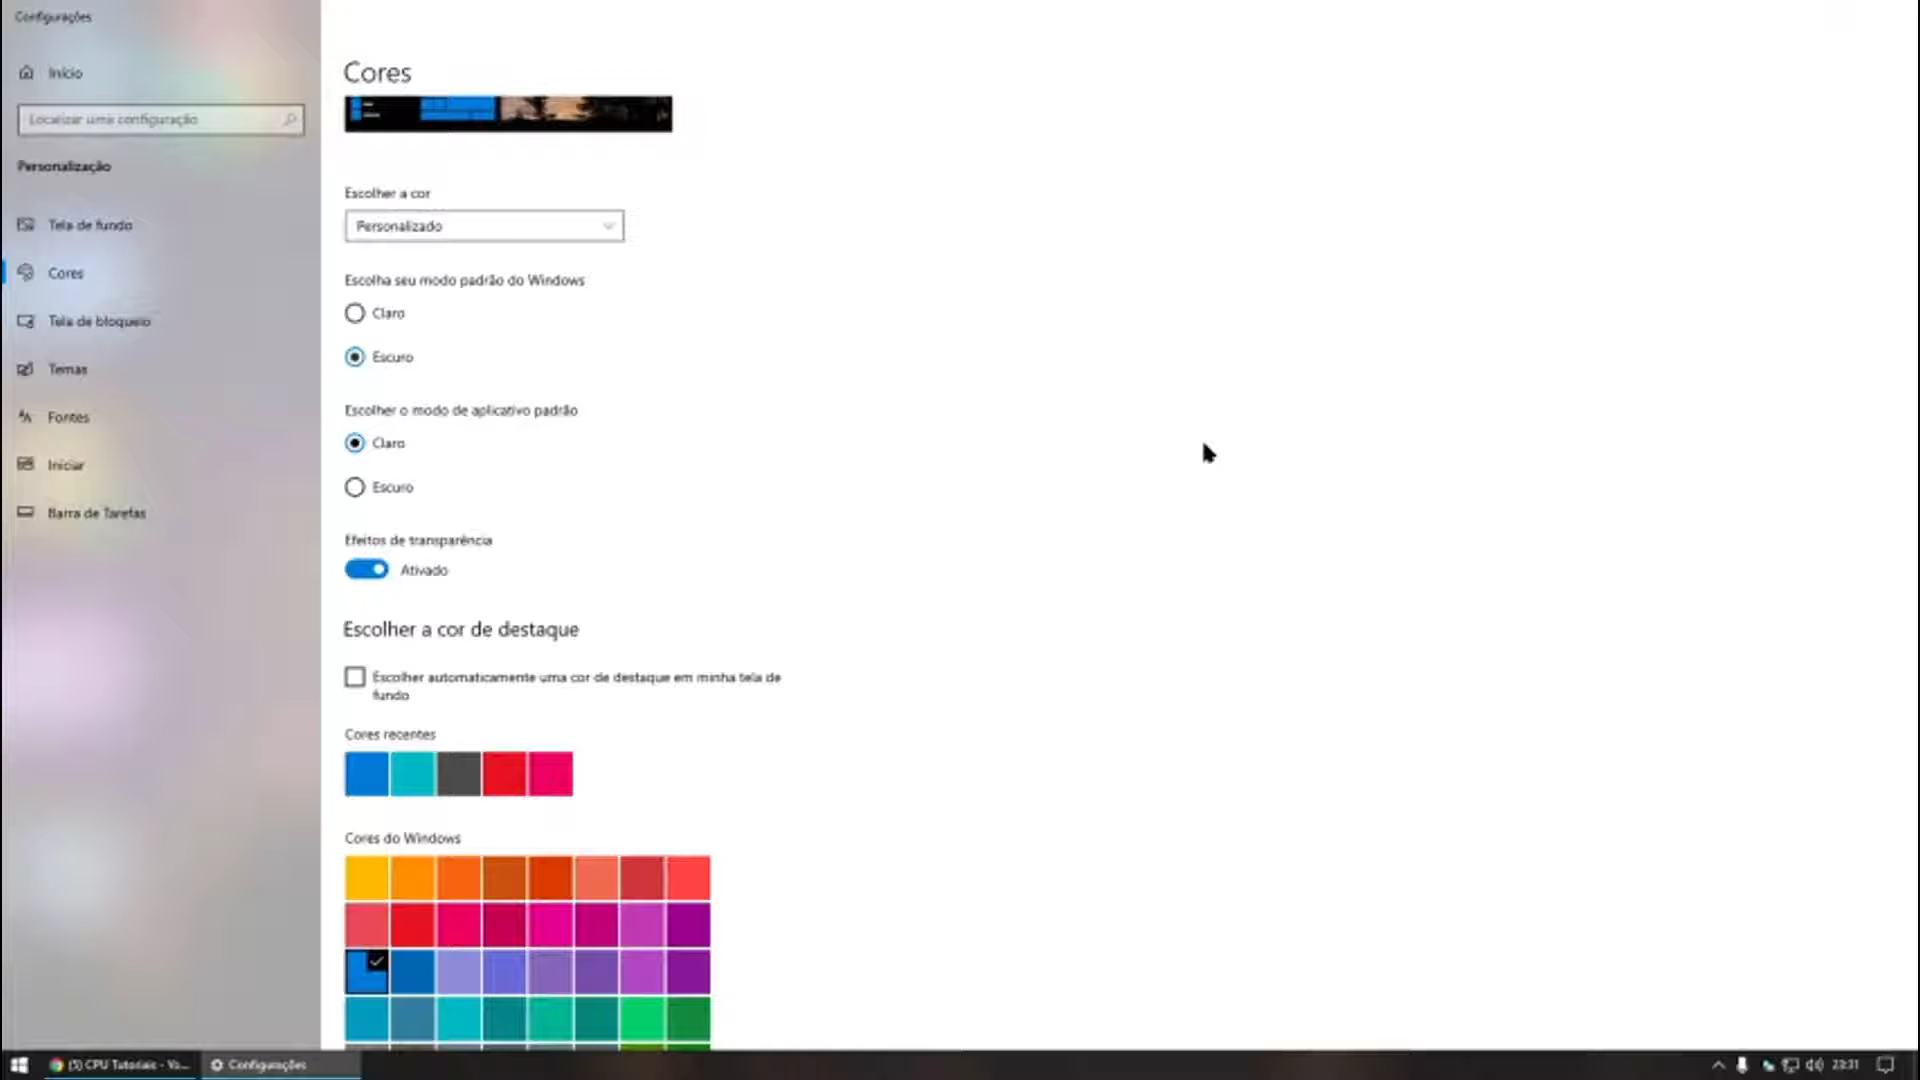 Configurações
Início
Localizar uma configuração
Personalização
Tela de fundo
Cores
Tela de bloqueio
Temas
Fontes
Iniciar
Barra de Tarefas
Cores
Escolher a cor
Personalizado
Escolha seu modo padrão do Windows
Claro
Escuro
Escolher o modo de aplicativo padrão
Claro
Escuro
Efeitos de transparência
Ativado
Escolher a cor de destaque
Escolher automaticamente uma cor de destaque em minha tela de
fundo
Cores recentes
Cores do Windows
(5) CPU Tutoriais - Yo...
Configurações
23:31